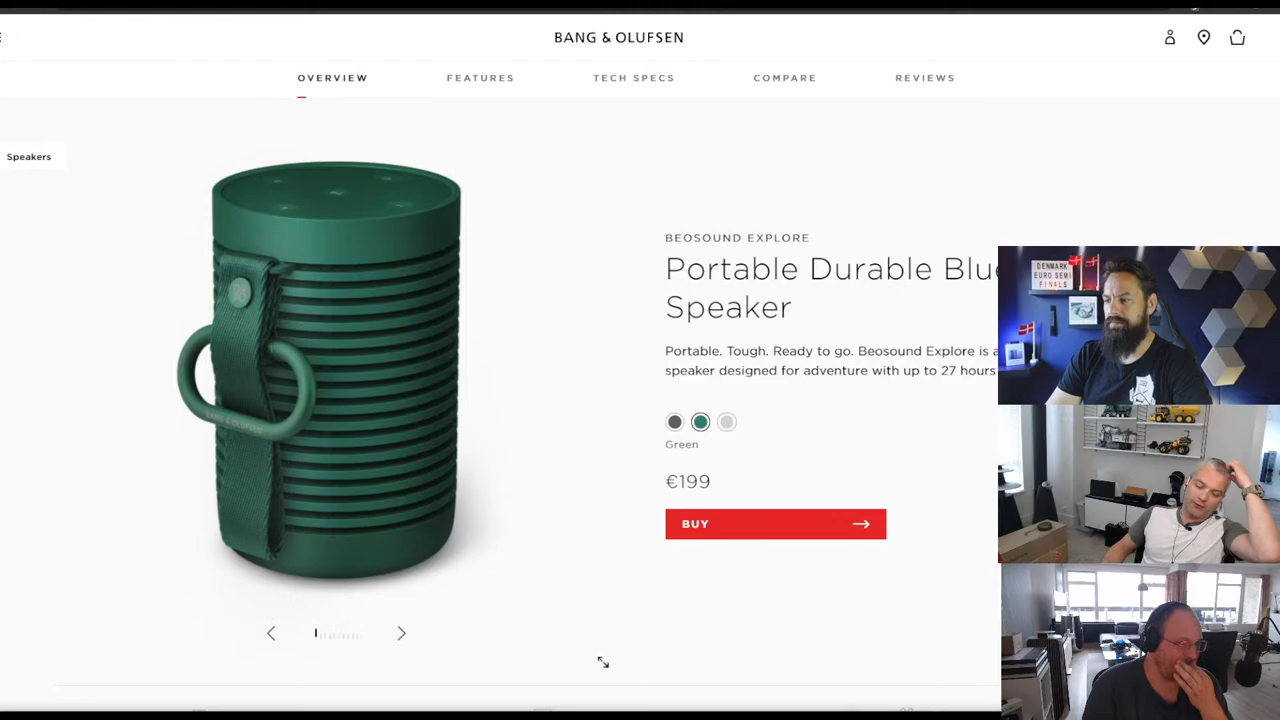 BANG & OLUFSEN
OVERVIEW
FEATURES
TECH SPECS
COMPARE
REVIEWS
Speakers
BEOSOUND EXPLORE
Portable Durable Blue
Speaker
Portable. Tough. Ready to go. Beosound Explore is a
speaker designed for adventure with up to 27 hours
Green
€199
BUY
BANG & OLUFSEN
DENMARK
EURO SEMI
FINALS